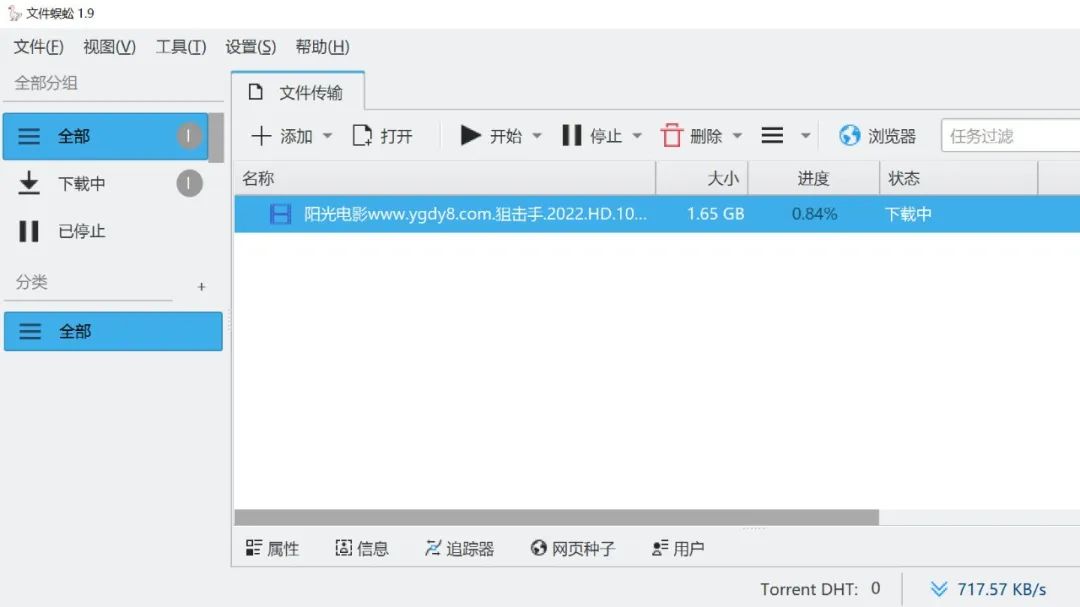 文件蜈蚣 1.9
文件(F) 视图(V) 工具(T) 设置(S) 帮助(H)
全部分组
文件传输
全部 1
添加 打开 开始 停止 删除 浏览器 任务过滤
名称 大小 进度 状态
下载中 1
阳光电影www.ygdy8.com.狙击手.2022.HD.10... 1.65 GB 0.84% 下载中
已停止
分类 +
全部
属性 信息 追踪器 网页种子 用户
Torrent DHT: 0 717.57 KB/s